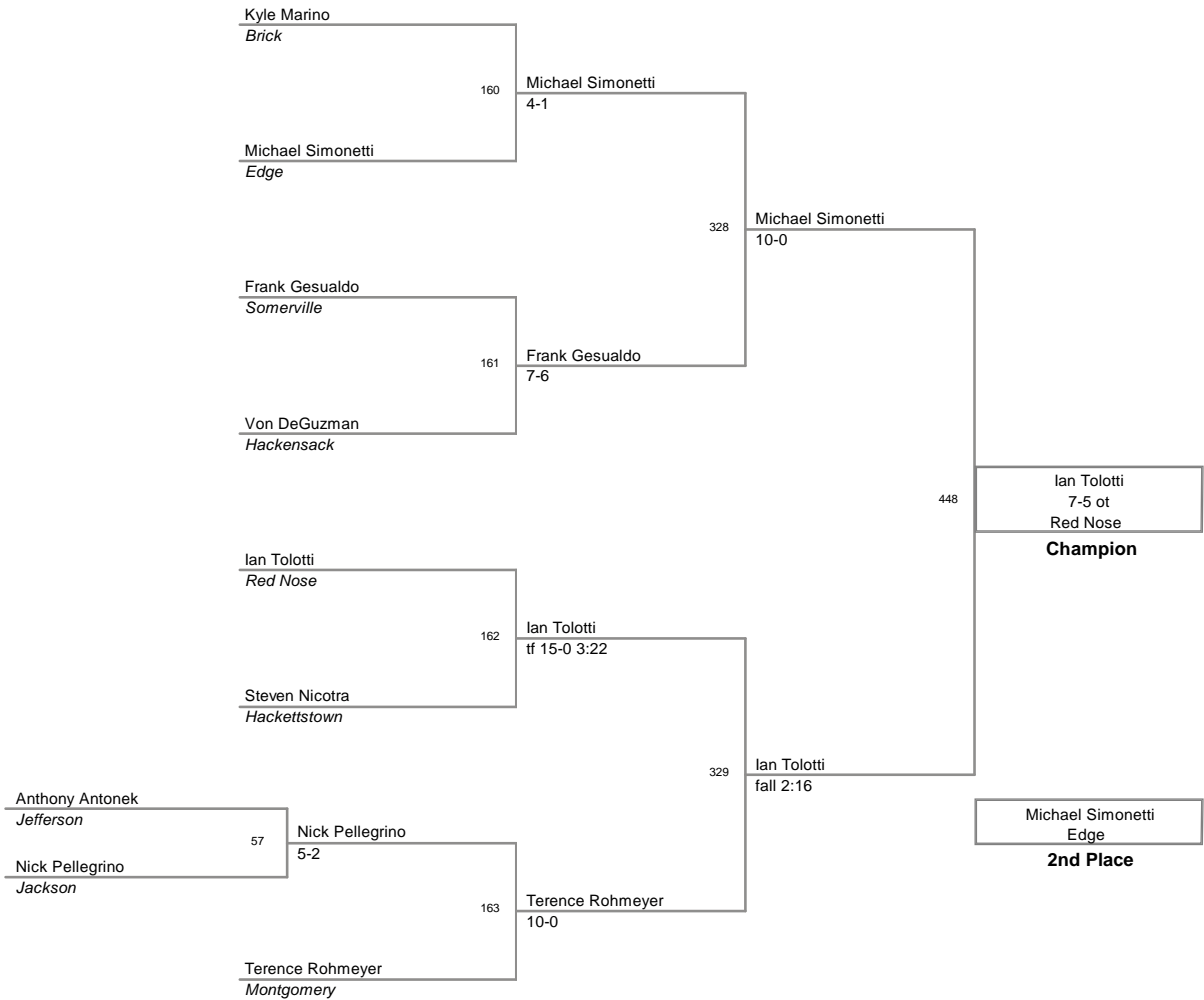 Kyle Marino
Brick
160
Michael Simonetti
4-1
Michael Simonetti
Edge
328
Michael Simonetti
10-0
Frank Gesualdo
Somerville
161
Frank Gesualdo
7-6
Von DeGuzman
Hackensack
448
Ian Tolotti
7-5 ot
Red Nose
Champion
Ian Tolotti
Red Nose
162
Ian Tolotti
tf 15-0 3:22
Steven Nicotra
Hackettstown
329
Ian Tolotti
fall 2:16
Anthony Antonek
Jefferson
57
Nick Pellegrino
5-2
Nick Pellegrino
Jackson
Michael Simonetti
Edge
2nd Place
163
Terence Rohmeyer
10-0
Terence Rohmeyer
Montgomery